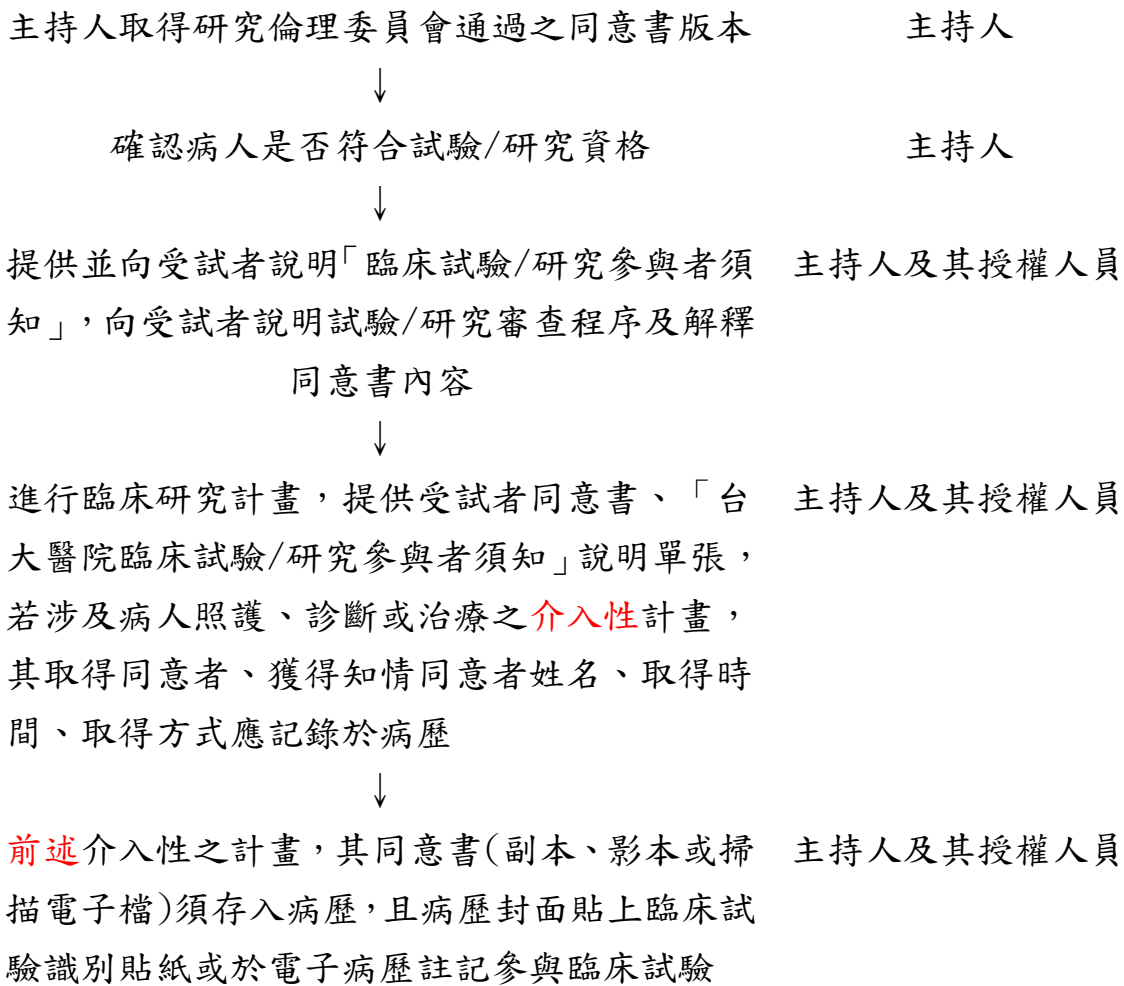 主持人取得研究倫理委員會通過之同意書版本 主持人
↓
確認病人是否符合試驗/研究資格 主持人
↓
提供並向受試者說明「臨床試驗/研究參與者須 主持人及其授權人員
知」，向受試者說明試驗/研究審查程序及解釋
同意書內容
↓
進行臨床研究計畫，提供受試者同意書、「台 主持人及其授權人員
大醫院臨床試驗/研究參與者須知」說明單張，
若涉及病人照護、診斷或治療之介入性計畫，
其取得同意者、獲得知情同意者姓名、取得時
間、取得方式應記錄於病歷
↓
前述介入性之計畫，其同意書(副本、影本或掃 主持人及其授權人員
描電子檔)須存入病歷，且病歷封面貼上臨床試
驗識別貼紙或於電子病歷註記參與臨床試驗